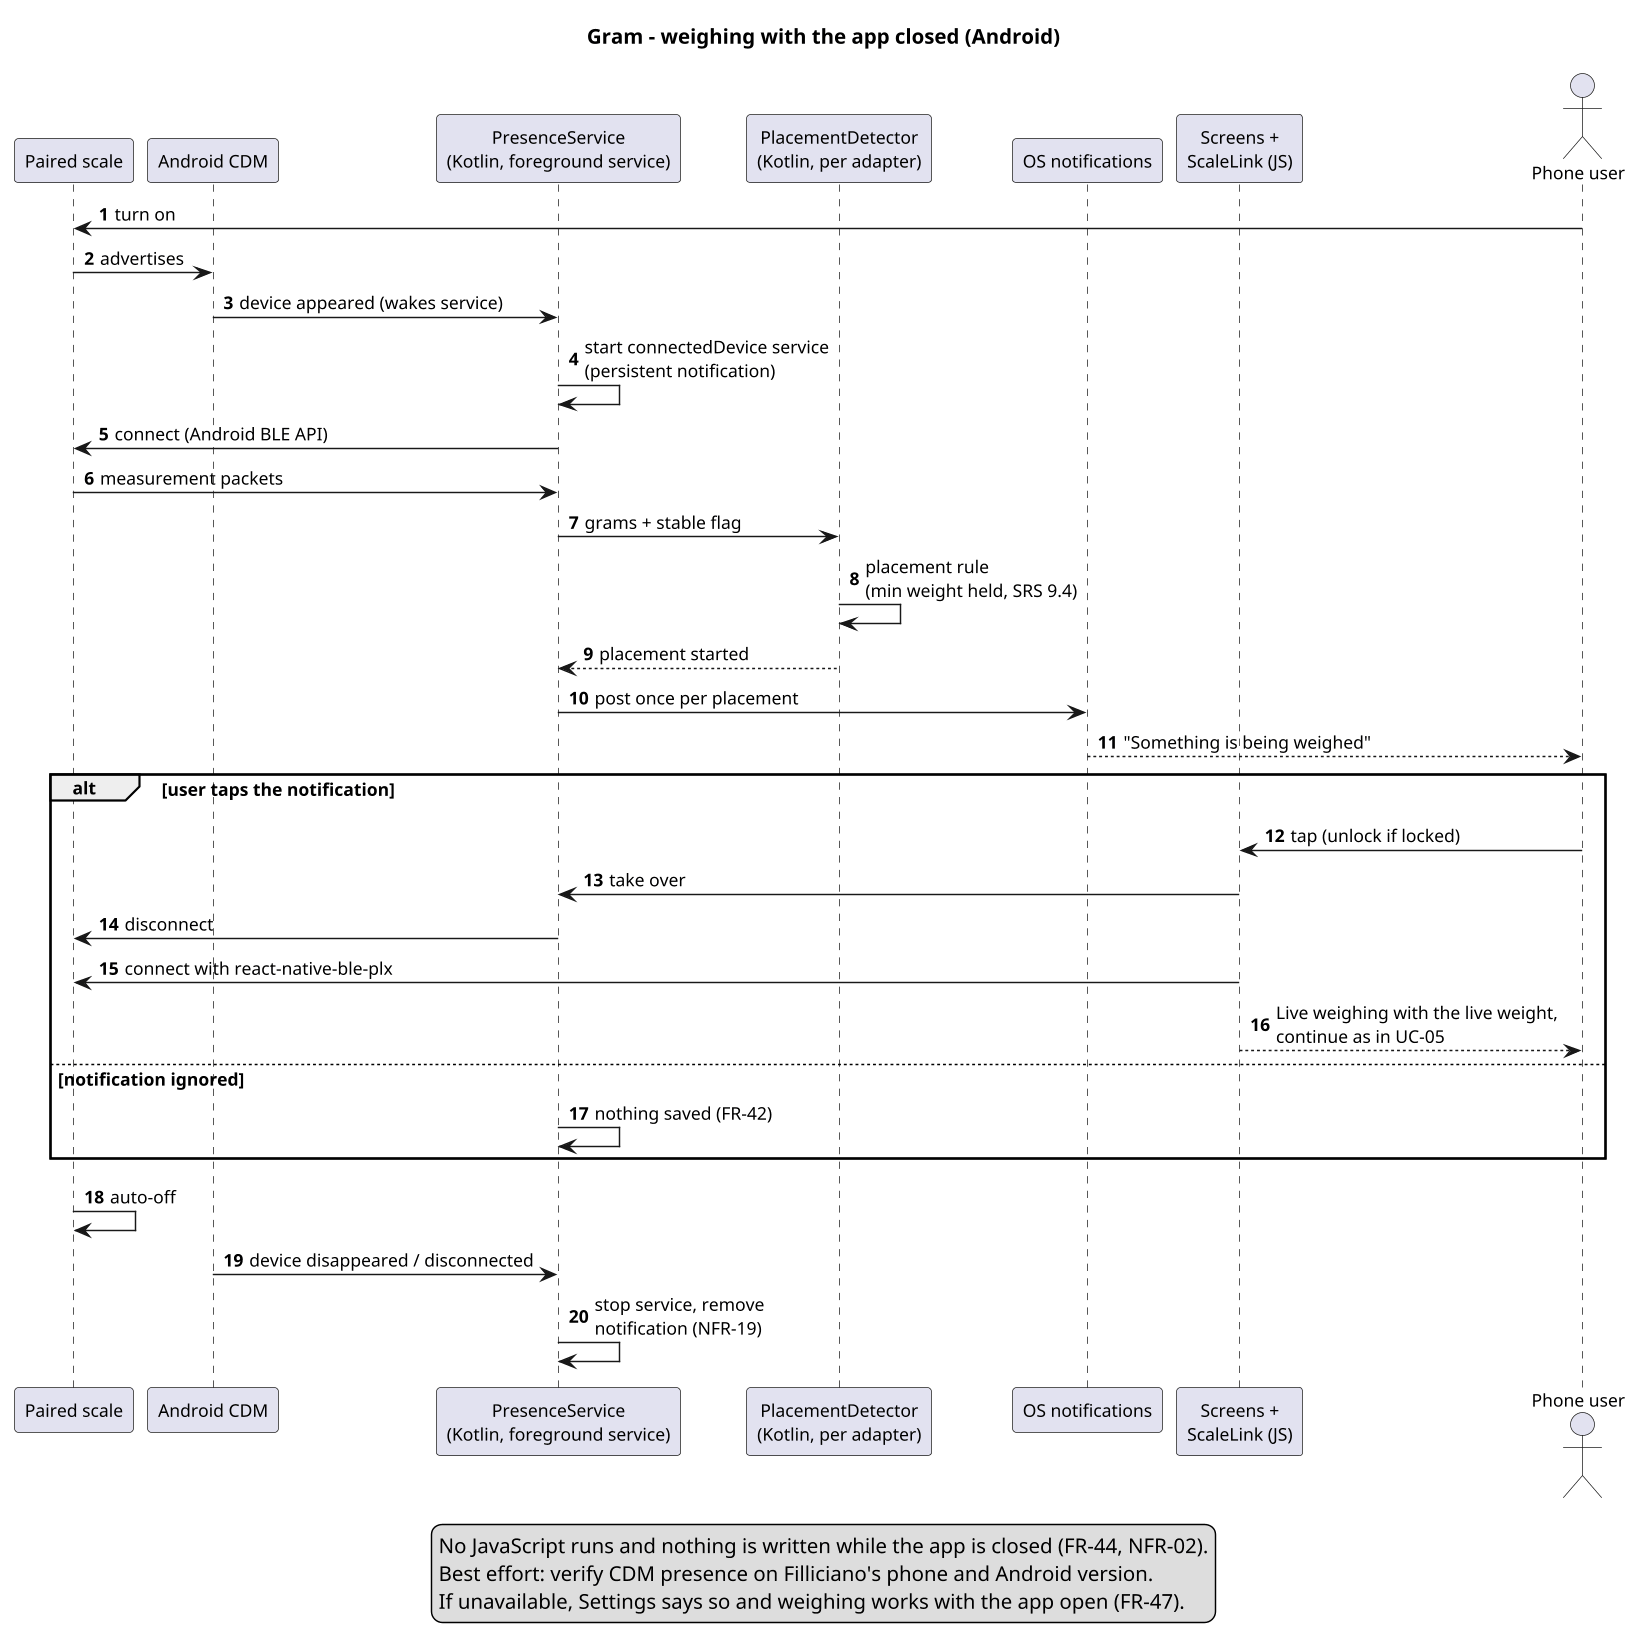 Gram - weighing with the app closed (Android)
Paired scale
Android CDM
PresenceService
(Kotlin, foreground service)
PlacementDetector
(Kotlin, per adapter)
OS notifications
Screens +
ScaleLink (JS)
Phone user
1 turn on
2 advertises
3 device appeared (wakes service)
4 start connectedDevice service
(persistent notification)
5 connect (Android BLE API)
6 measurement packets
7 grams + stable flag
8 placement rule
(min weight held, SRS 9.4)
9 placement started
10 post once per placement
11 "Something is being weighed"
alt [user taps the notification]
12 tap (unlock if locked)
13 take over
14 disconnect
15 connect with react-native-ble-plx
16 Live weighing with the live weight,
continue as in UC-05
[notification ignored]
17 nothing saved (FR-42)
18 auto-off
19 device disappeared / disconnected
20 stop service, remove
notification (NFR-19)
Paired scale
Android CDM
PresenceService
(Kotlin, foreground service)
PlacementDetector
(Kotlin, per adapter)
OS notifications
Screens +
ScaleLink (JS)
Phone user
No JavaScript runs and nothing is written while the app is closed (FR-44, NFR-02).
Best effort: verify CDM presence on Filliciano's phone and Android version.
If unavailable, Settings says so and weighing works with the app open (FR-47).